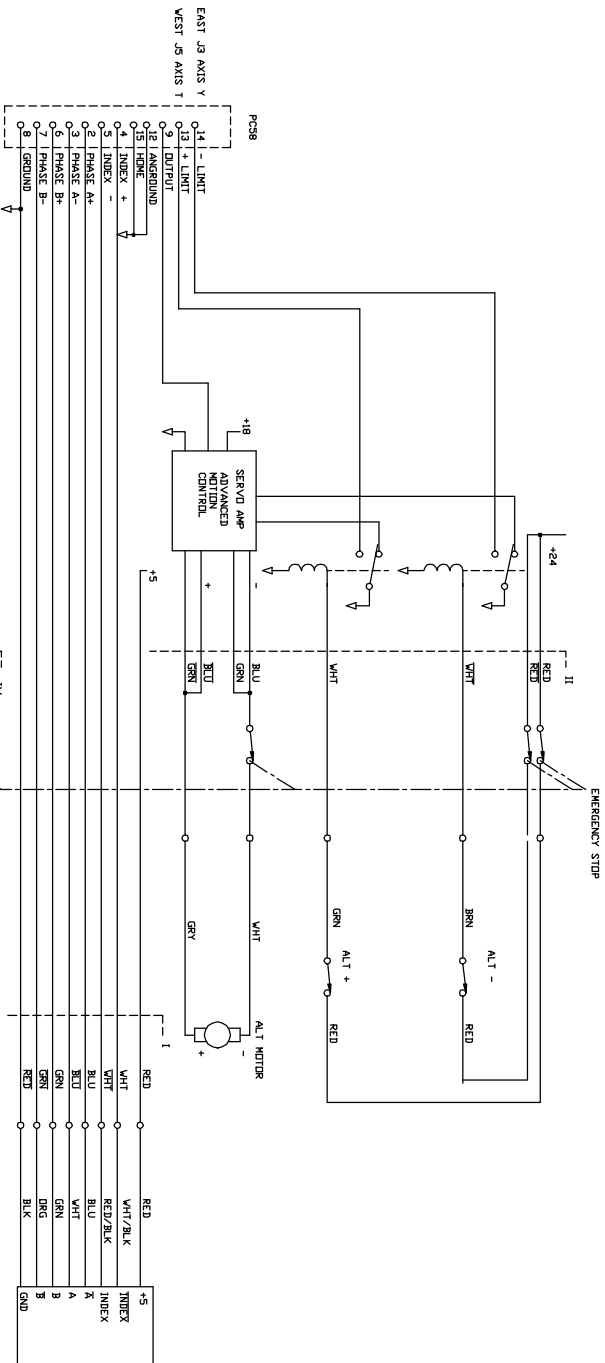 EAST J3 AXIS Y
WEST J5 AXIS T
PC58
14 - LIMIT
13 + LIMIT
9 OUTPUT
12 ANGROUND
15 HOME
4 INDEX +
5 INDEX -
2 PHASE A+
3 PHASE A-
6 PHASE B+
7 PHASE B-
8 GROUND
+18
SERVO AMP
ADVANCED
MOTION
CONTROL
+24
+5
-
+
II
RED
RED
WHT
WHT
BLU
GRN
BLU
GRN
EMERGENCY STOP
BRN
ALT -
RED
GRN
ALT +
RED
WHT
GRY
ALT MOTOR
-
+
I
RED
WHT
WHT
BLU
BLU
GRN
GRN
RED
RED
WHT/BLK
RED/BLK
BLU
WHT
GRN
ORG
BLK
+5
INDEX
INDEX
A
A
B
B
GND